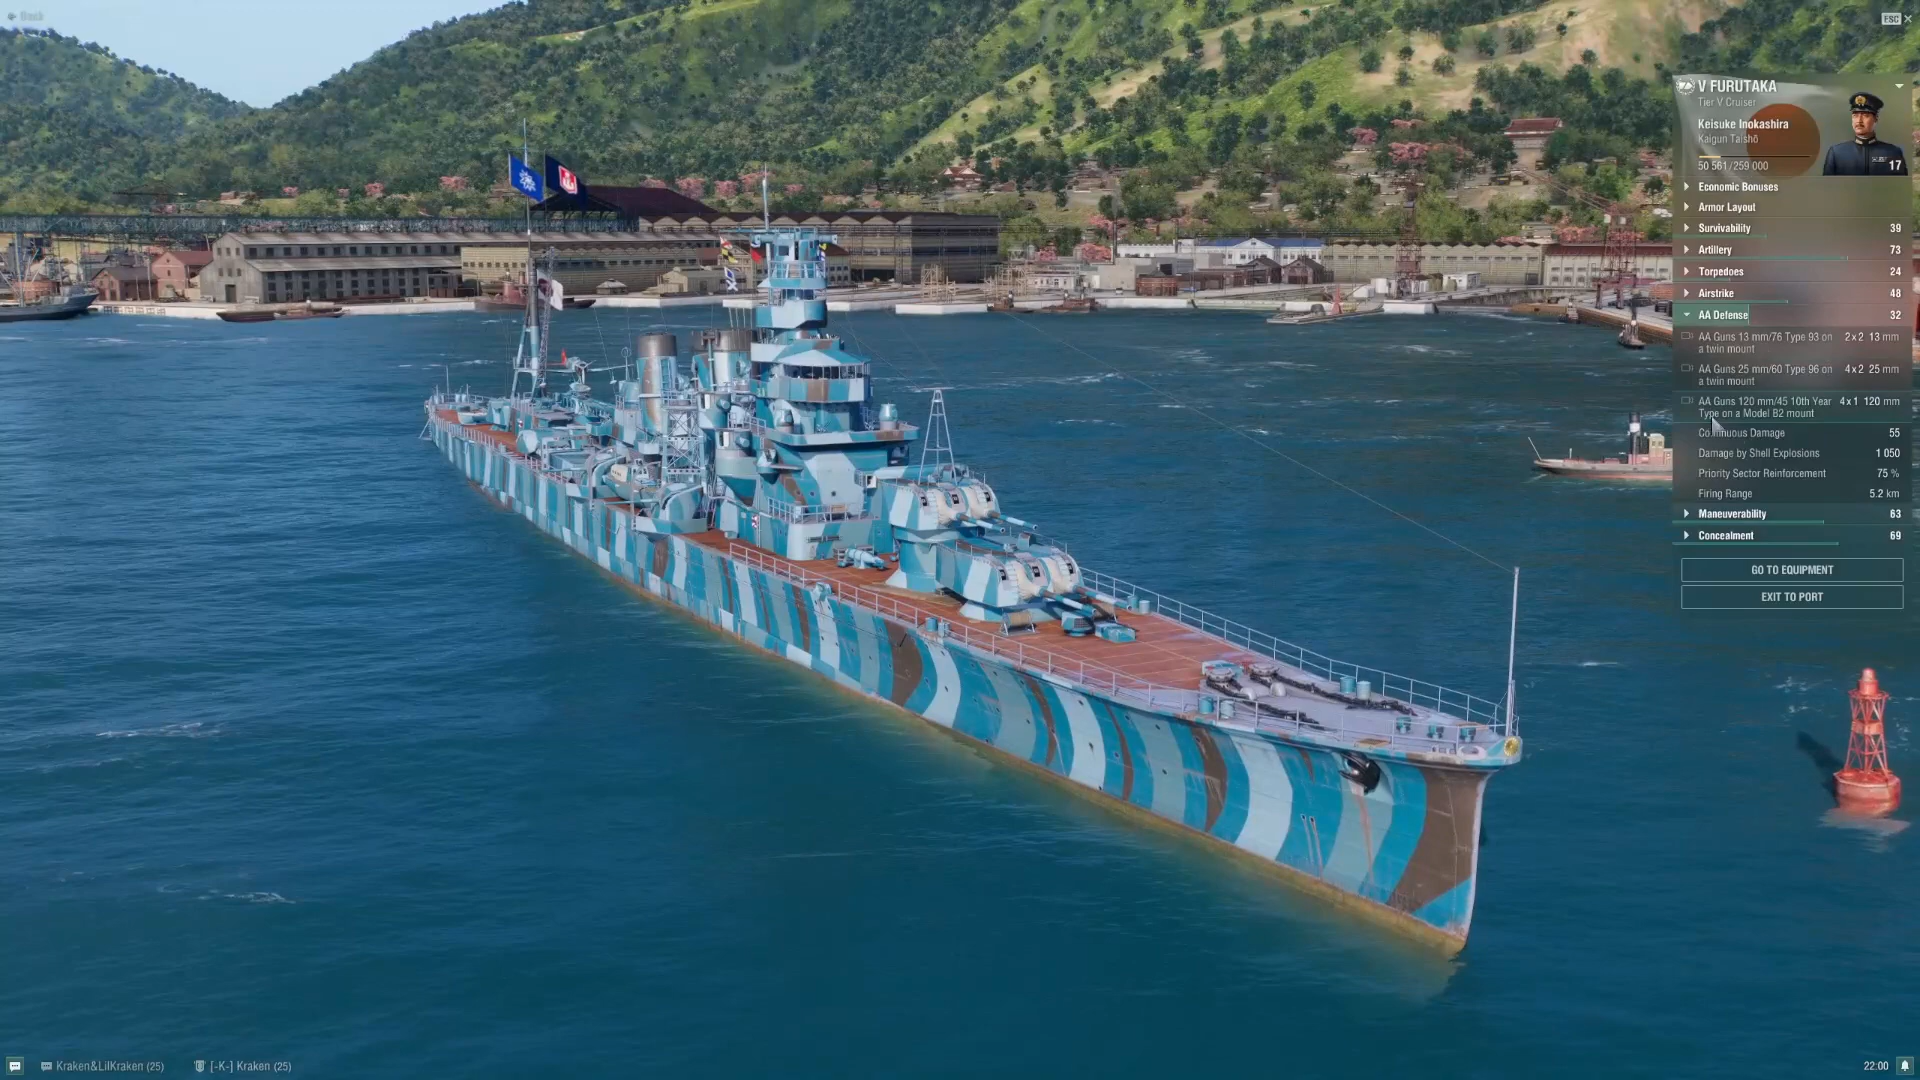 Back
ESC
V FURUTAKA
Tier V Cruiser
Keisuke Inokashira
Kaigun Taishō
50 561/259 000
17
Economic Bonuses
Armor Layout
Survivability 39
Artillery 73
Torpedoes 24
Airstrike 48
AA Defense 32
AA Guns 13 mm/76 Type 93 on 2x2 13 mm
a twin mount
AA Guns 25 mm/60 Type 96 on 4x2 25 mm
a twin mount
AA Guns 120 mm/45 10th Year 4x1 120 mm
Type on a Model B2 mount
Continuous Damage 55
Damage by Shell Explosions 1 050
Priority Sector Reinforcement 75 %
Firing Range 5.2 km
Maneuverability 63
Concealment 69
GO TO EQUIPMENT
EXIT TO PORT
Kraken&LilKraken (25)
[-K-] Kraken (25)
22:00